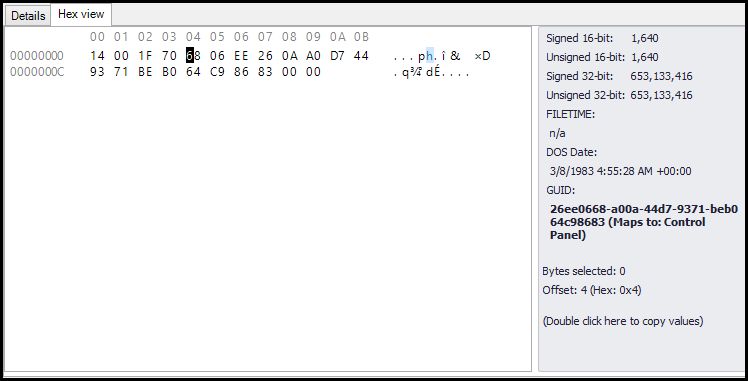 Details Hex view
00 01 02 03 04 05 06 07 08 09 0A 0B
00000000 14 00 1F 70 68 06 EE 26 0A A0 D7 44 ...ph.î& ×D
0000000C 93 71 BE B0 64 C9 86 83 00 00 .q¾°dÉ....
Signed 16-bit: 1,640
Unsigned 16-bit: 1,640
Signed 32-bit: 653,133,416
Unsigned 32-bit: 653,133,416
FILETIME:
n/a
DOS Date:
3/8/1983 4:55:28 AM +00:00
GUID:
26ee0668-a00a-44d7-9371-beb0
64c98683 (Maps to: Control
Panel)
Bytes selected: 0
Offset: 4 (Hex: 0x4)
(Double click here to copy values)